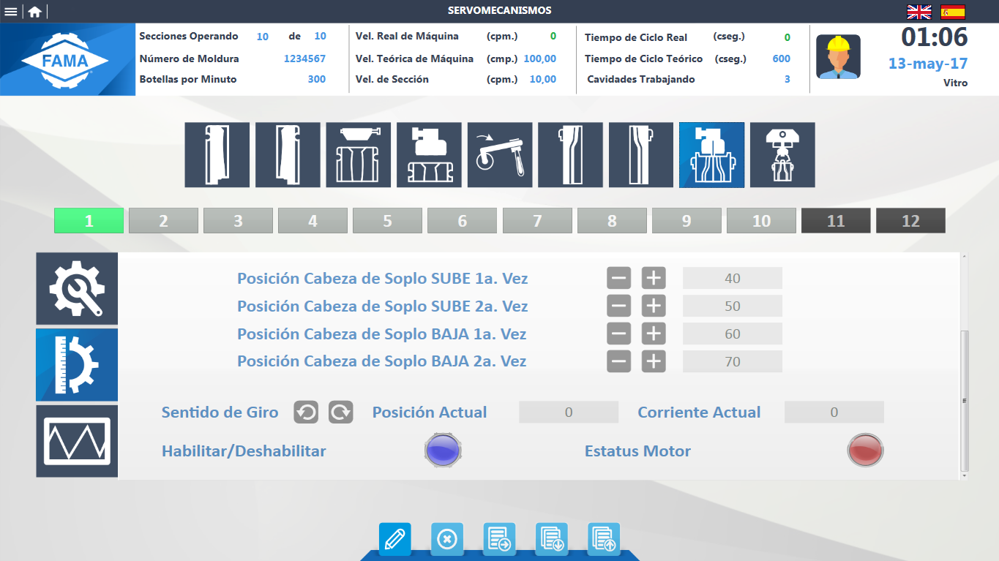 SERVOMECANISMOS
FAMA
Secciones Operando 10 de 10
Número de Moldura 1234567
Botellas por Minuto 300
Vel. Real de Máquina (cpm.) 0
Vel. Teórica de Máquina (cmp.) 100,00
Vel. de Sección (cpm.) 10,00
Tiempo de Ciclo Real (cseg.) 0
Tiempo de Ciclo Teórico (cseg.) 600
Cavidades Trabajando 3
01:06
13-may-17
Vitro
1 2 3 4 5 6 7 8 9 10 11 12
Posición Cabeza de Soplo SUBE 1a. Vez 40
Posición Cabeza de Soplo SUBE 2a. Vez 50
Posición Cabeza de Soplo BAJA 1a. Vez 60
Posición Cabeza de Soplo BAJA 2a. Vez 70
Sentido de Giro Posición Actual 0 Corriente Actual 0
Habilitar/Deshabilitar Estatus Motor